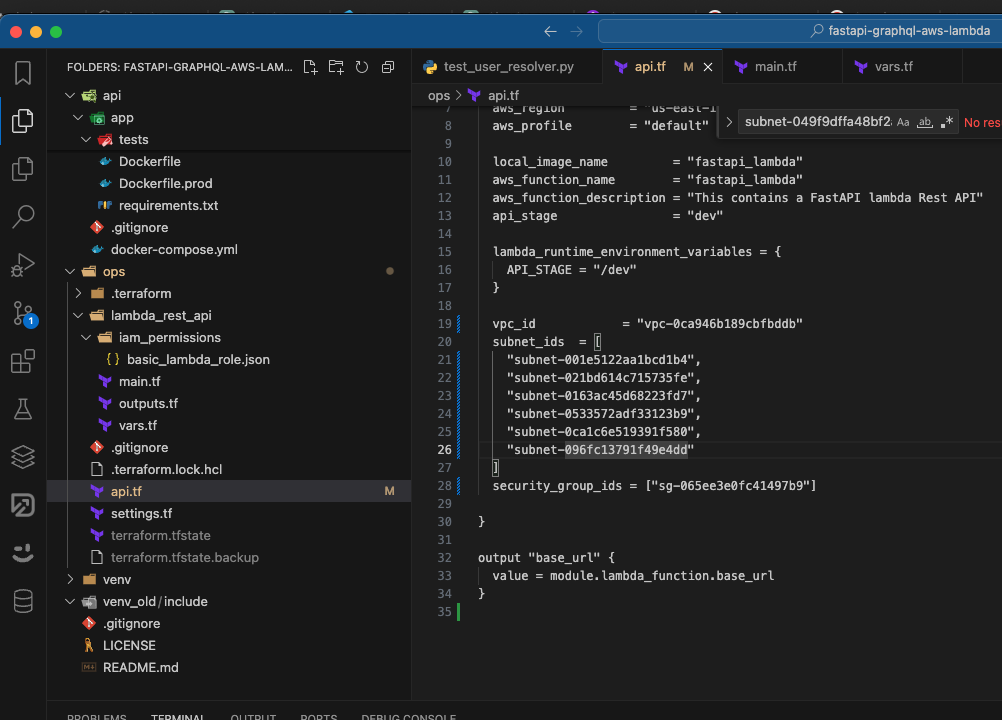 fastapi-graphql-aws-lambda
FOLDERS: FASTAPI-GRAPHQL-AWS-LAM...
api
app
tests
Dockerfile
Dockerfile.prod
requirements.txt
.gitignore
docker-compose.yml
ops
.terraform
lambda_rest_api
iam_permissions
{} basic_lambda_role.json
main.tf
outputs.tf
vars.tf
.gitignore
.terraform.lock.hcl
api.tf M
settings.tf
terraform.tfstate
terraform.tfstate.backup
venv
venv_old/include
.gitignore
LICENSE
README.md
1
test_user_resolver.py
api.tf M
main.tf
vars.tf
ops > api.tf
subnet-049f9dffa48bf2 Aa ab .* No res
7 aws_region = "us-east-1
8 aws_profile = "default"
9
10 local_image_name = "fastapi_lambda"
11 aws_function_name = "fastapi_lambda"
12 aws_function_description = "This contains a FastAPI lambda Rest API"
13 api_stage = "dev"
14
15 lambda_runtime_environment_variables = {
16 API_STAGE = "/dev"
17 }
18
19 vpc_id = "vpc-0ca946b189cbfbddb"
20 subnet_ids = [
21 "subnet-001e5122aa1bcd1b4",
22 "subnet-021bd614c715735fe",
23 "subnet-0163ac45d68223fd7",
24 "subnet-0533572adf33123b9",
25 "subnet-0ca1c6e519391f580",
26 "subnet-096fc13791f49e4dd"
27 ]
28 security_group_ids = ["sg-065ee3e0fc41497b9"]
29
30 }
31
32 output "base_url" {
33 value = module.lambda_function.base_url
34 }
35
PROBLEMS TERMINAL OUTPUT PORTS DEBUG CONSOLE